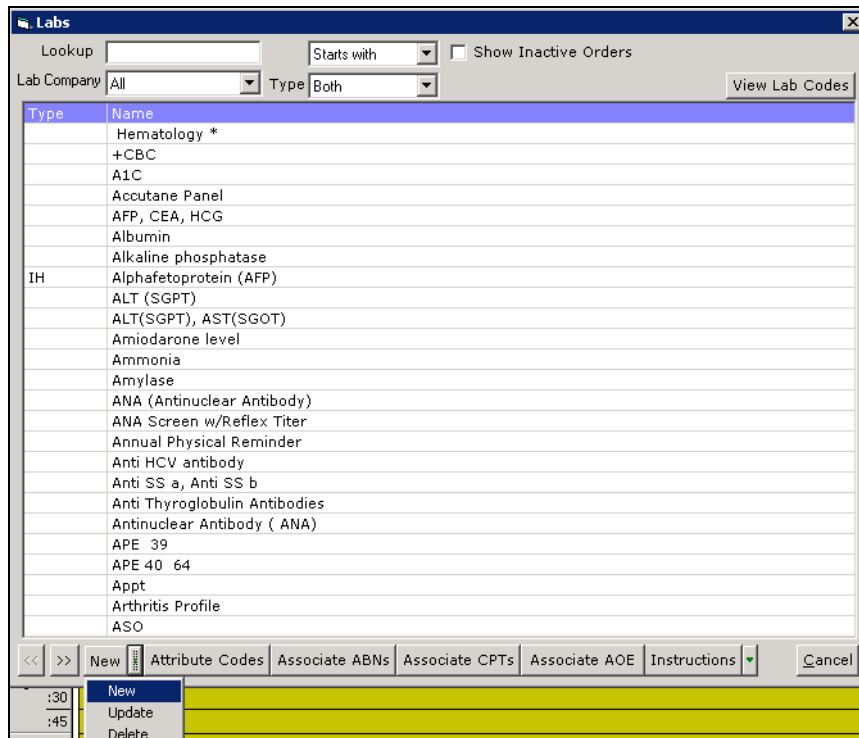 Labs
Lookup Starts with Show Inactive Orders
Lab Company All Type Both View Lab Codes
Type Name
Hematology *
+CBC
A1C
Accutane Panel
AFP, CEA, HCG
Albumin
Alkaline phosphatase
IH Alphafetoprotein (AFP)
ALT (SGPT)
ALT(SGPT), AST(SGOT)
Amiodarone level
Ammonia
Amylase
ANA (Antinuclear Antibody)
ANA Screen w/Reflex Titer
Annual Physical Reminder
Anti HCV antibody
Anti SS a, Anti SS b
Anti Thyroglobulin Antibodies
Antinuclear Antibody ( ANA)
APE 39
APE 40 64
Appt
Arthritis Profile
ASO
<< >> New Attribute Codes Associate ABNs Associate CPTs Associate AOE Instructions Cancel
:30 New
:45 Update
Delete